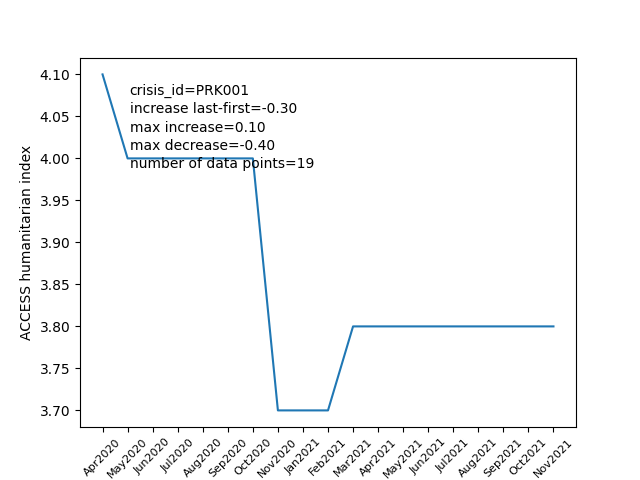 4.10
4.05
4.00
3.95
3.90
3.85
3.80
3.75
3.70
ACCESS humanitarian index
crisis_id=PRK001
increase last-first=-0.30
max increase=0.10
max decrease=-0.40
number of data points=19
Apr2020
May2020
Jun2020
Jul2020
Aug2020
Sep2020
Oct2020
Nov2020
Jan2021
Feb2021
Mar2021
Apr2021
May2021
Jun2021
Jul2021
Aug2021
Sep2021
Oct2021
Nov2021